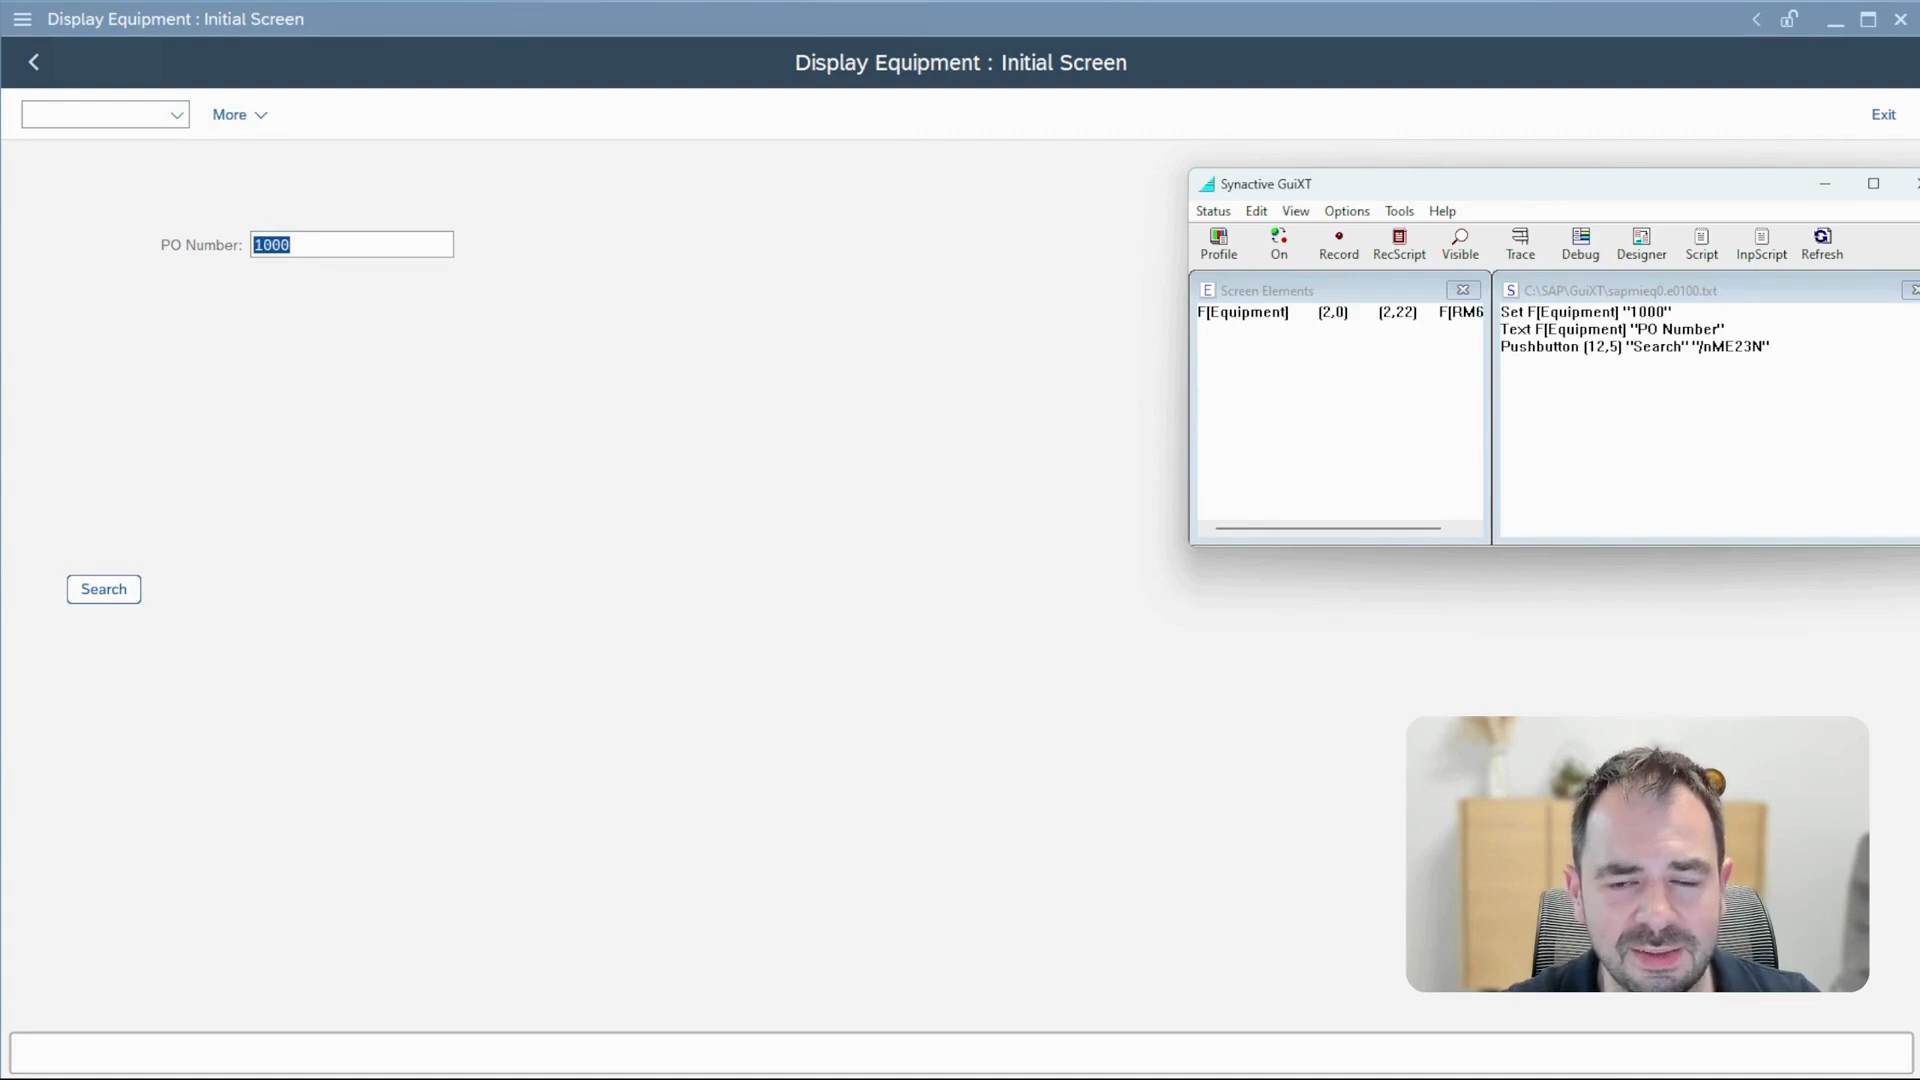 Display Equipment : Initial Screen
Display Equipment : Initial Screen
More
Exit
PO Number: 1000
Search
Synactive GuiXT
Status Edit View Options Tools Help
Profile On Record RecScript Visible Trace Debug Designer Script InpScript Refresh
E Screen Elements
F[Equipment] (2,0) (2,22) F[RM6
S C:\SAP\GuiXT\sapmieq0.e0100.txt
Set F[Equipment] "1000"
Text F[Equipment] "PO Number"
Pushbutton (12,5) "Search" "/nME23N"